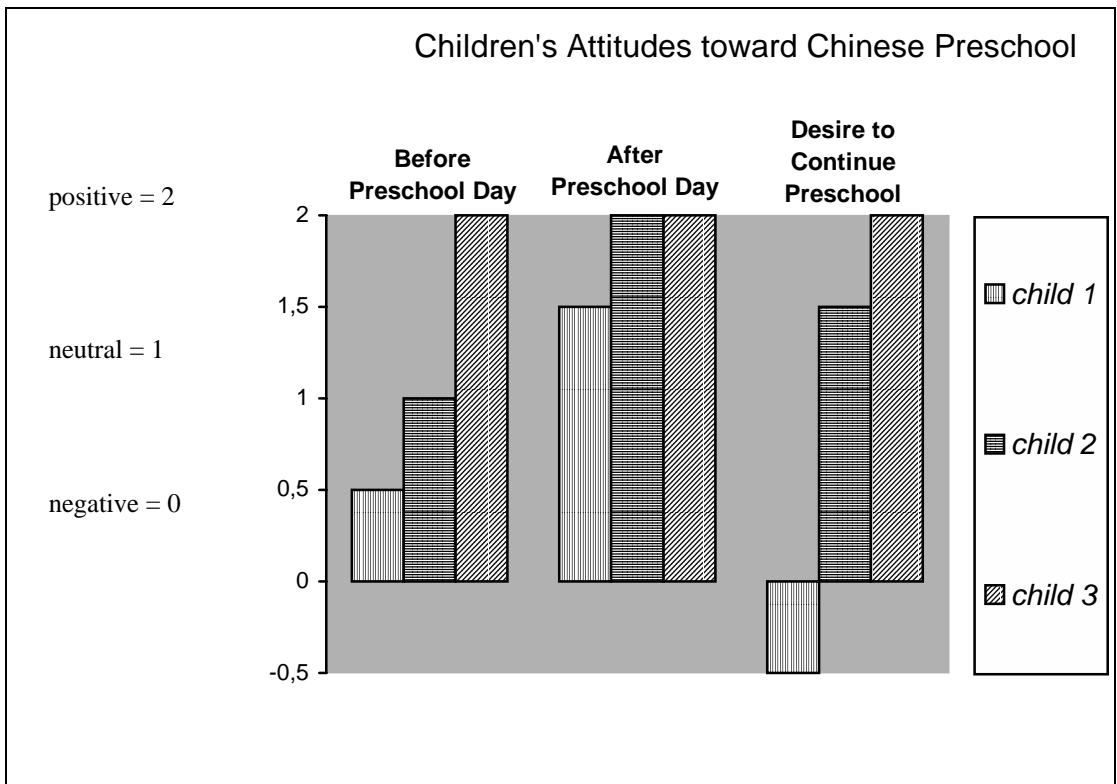 Children's Attitudes toward Chinese Preschool
Before
Preschool Day
After
Preschool Day
Desire to
Continue
Preschool
positive = 2
neutral = 1
negative = 0
2
1,5
1
0,5
0
-0,5
child 1
child 2
child 3